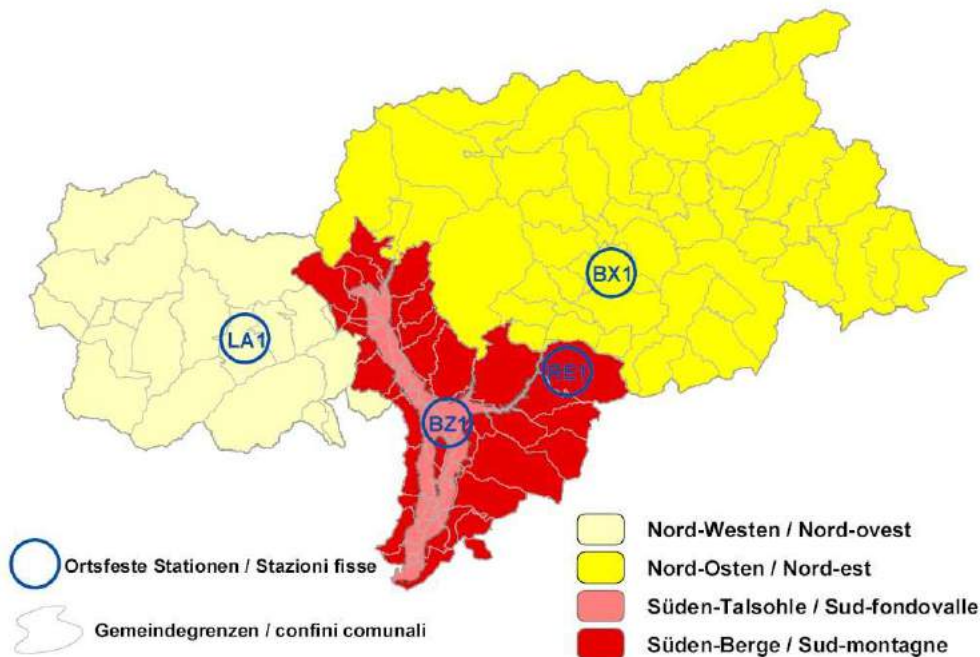 BX1
LA1
RE1
BZ1
Ortsfeste Stationen / Stazioni fisse
Gemeindegrenzen / confini comunali
Nord-Westen / Nord-ovest
Nord-Osten / Nord-est
Süden-Talsohle / Sud-fondovalle
Süden-Berge / Sud-montagne